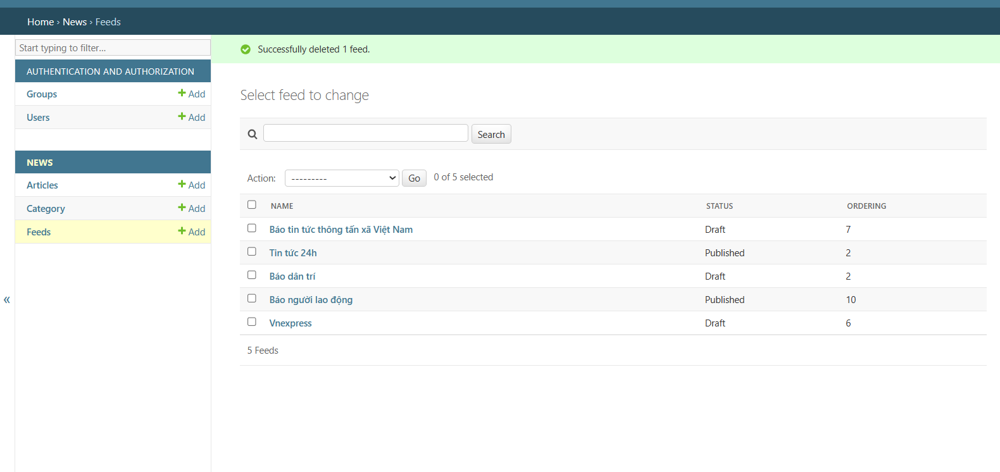 Home › News › Feeds
Start typing to filter...
Successfully deleted 1 feed.
AUTHENTICATION AND AUTHORIZATION
Groups Add
Users Add
NEWS
Articles Add
Category Add
Feeds Add
«
Select feed to change
Search
Action: --------- Go 0 of 5 selected
NAME STATUS ORDERING
Báo tin tức thông tấn xã Việt Nam Draft 7
Tin tức 24h Published 2
Báo dân trí Draft 2
Báo người lao động Published 10
Vnexpress Draft 6
5 Feeds